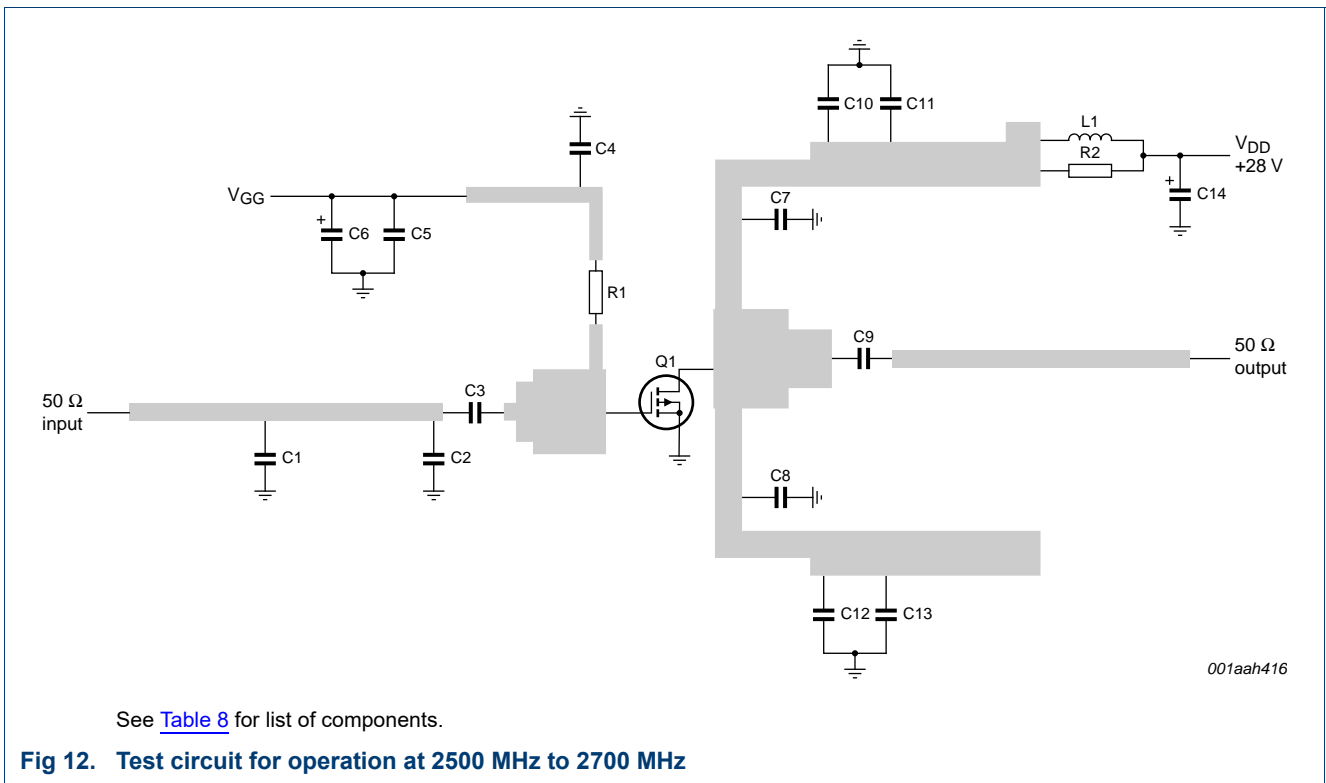 C10
C11
L1
R2
VDD
+28 V
C14
C4
VGG
C6
C5
+
+
C7
R1
C9
50 Ω
output
Q1
C3
50 Ω
input
C1
C2
C8
C12
C13
001aah416
See Table 8 for list of components.
Fig 12. Test circuit for operation at 2500 MHz to 2700 MHz